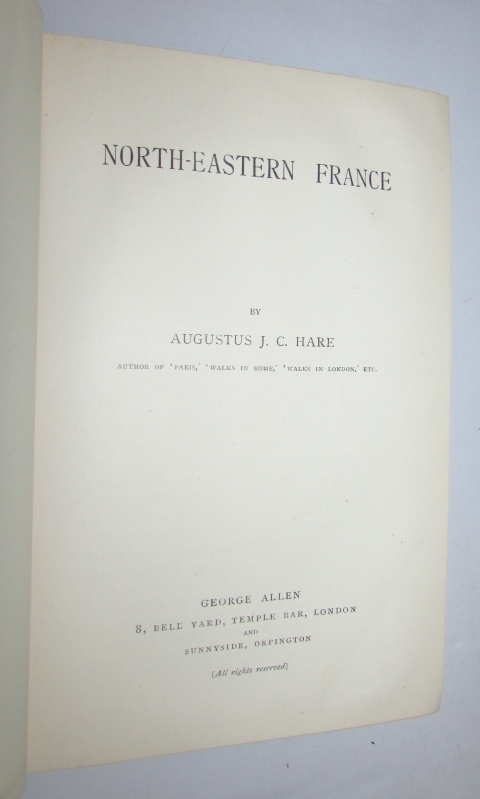 NORTH-EASTERN FRANCE
BY
AUGUSTUS J. C. HARE
AUTHOR OF 'PARIS,' 'WALKS IN ROME,' 'WALKS IN LONDON,' ETC.
GEORGE ALLEN
8, BELL YARD, TEMPLE BAR, LONDON
AND
SUNNYSIDE, ORPINGTON
(All rights reserved)